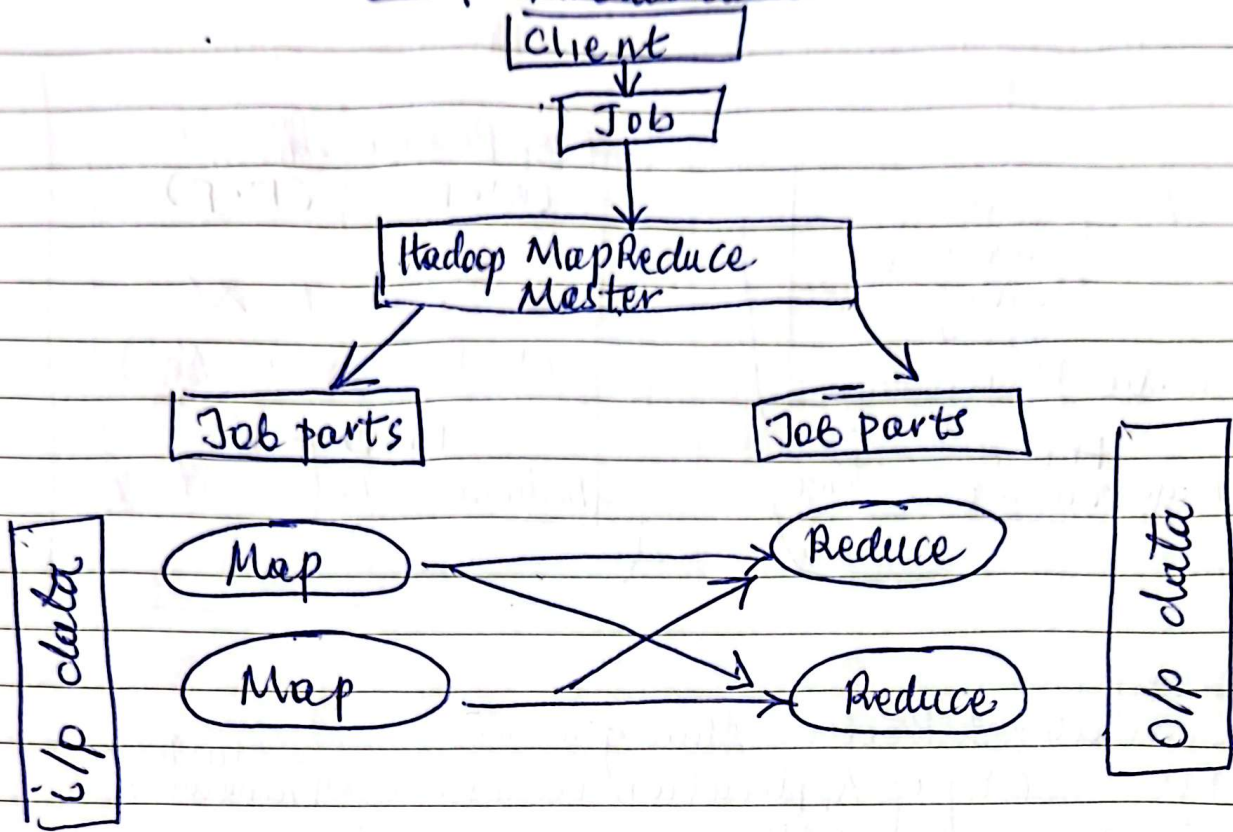 Client
Job
Hadoop MapReduce
Master
Job parts
Job parts
i/p data
Map
Reduce
Map
Reduce
O/p data